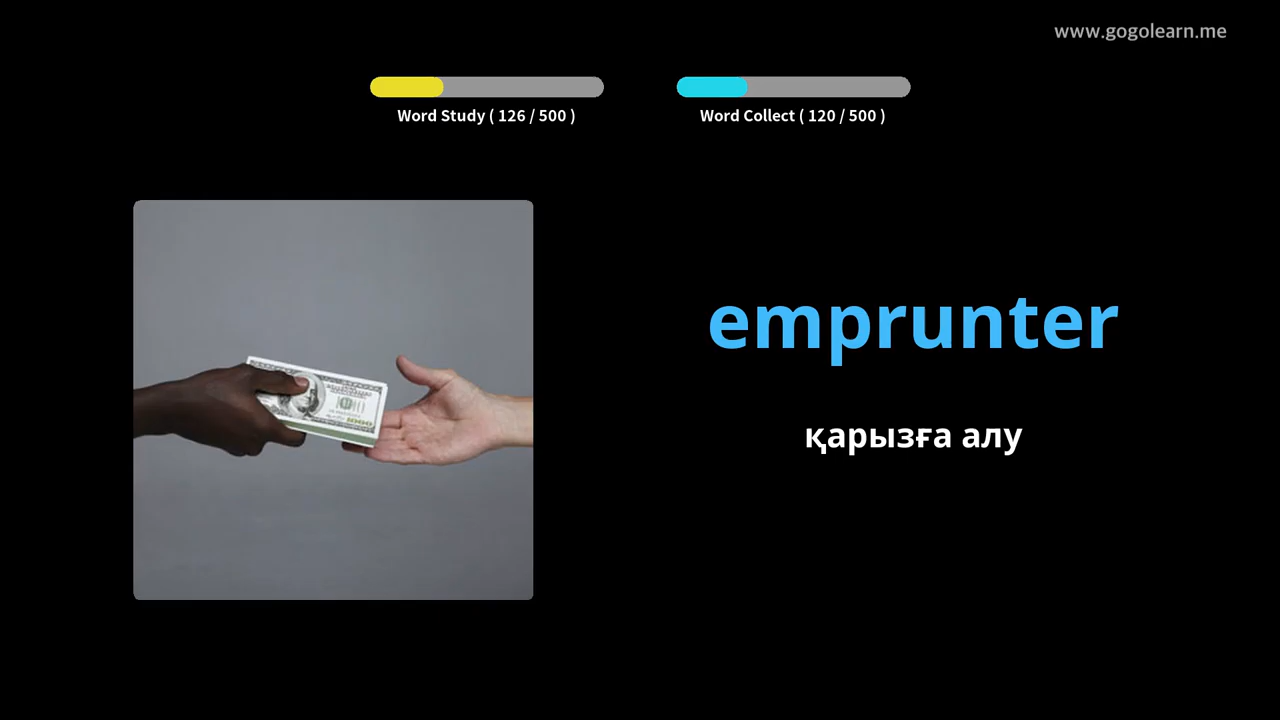 www.gogolearn.me
Word Study ( 126 / 500 )
Word Collect ( 120 / 500 )
emprunter
қарызға алу